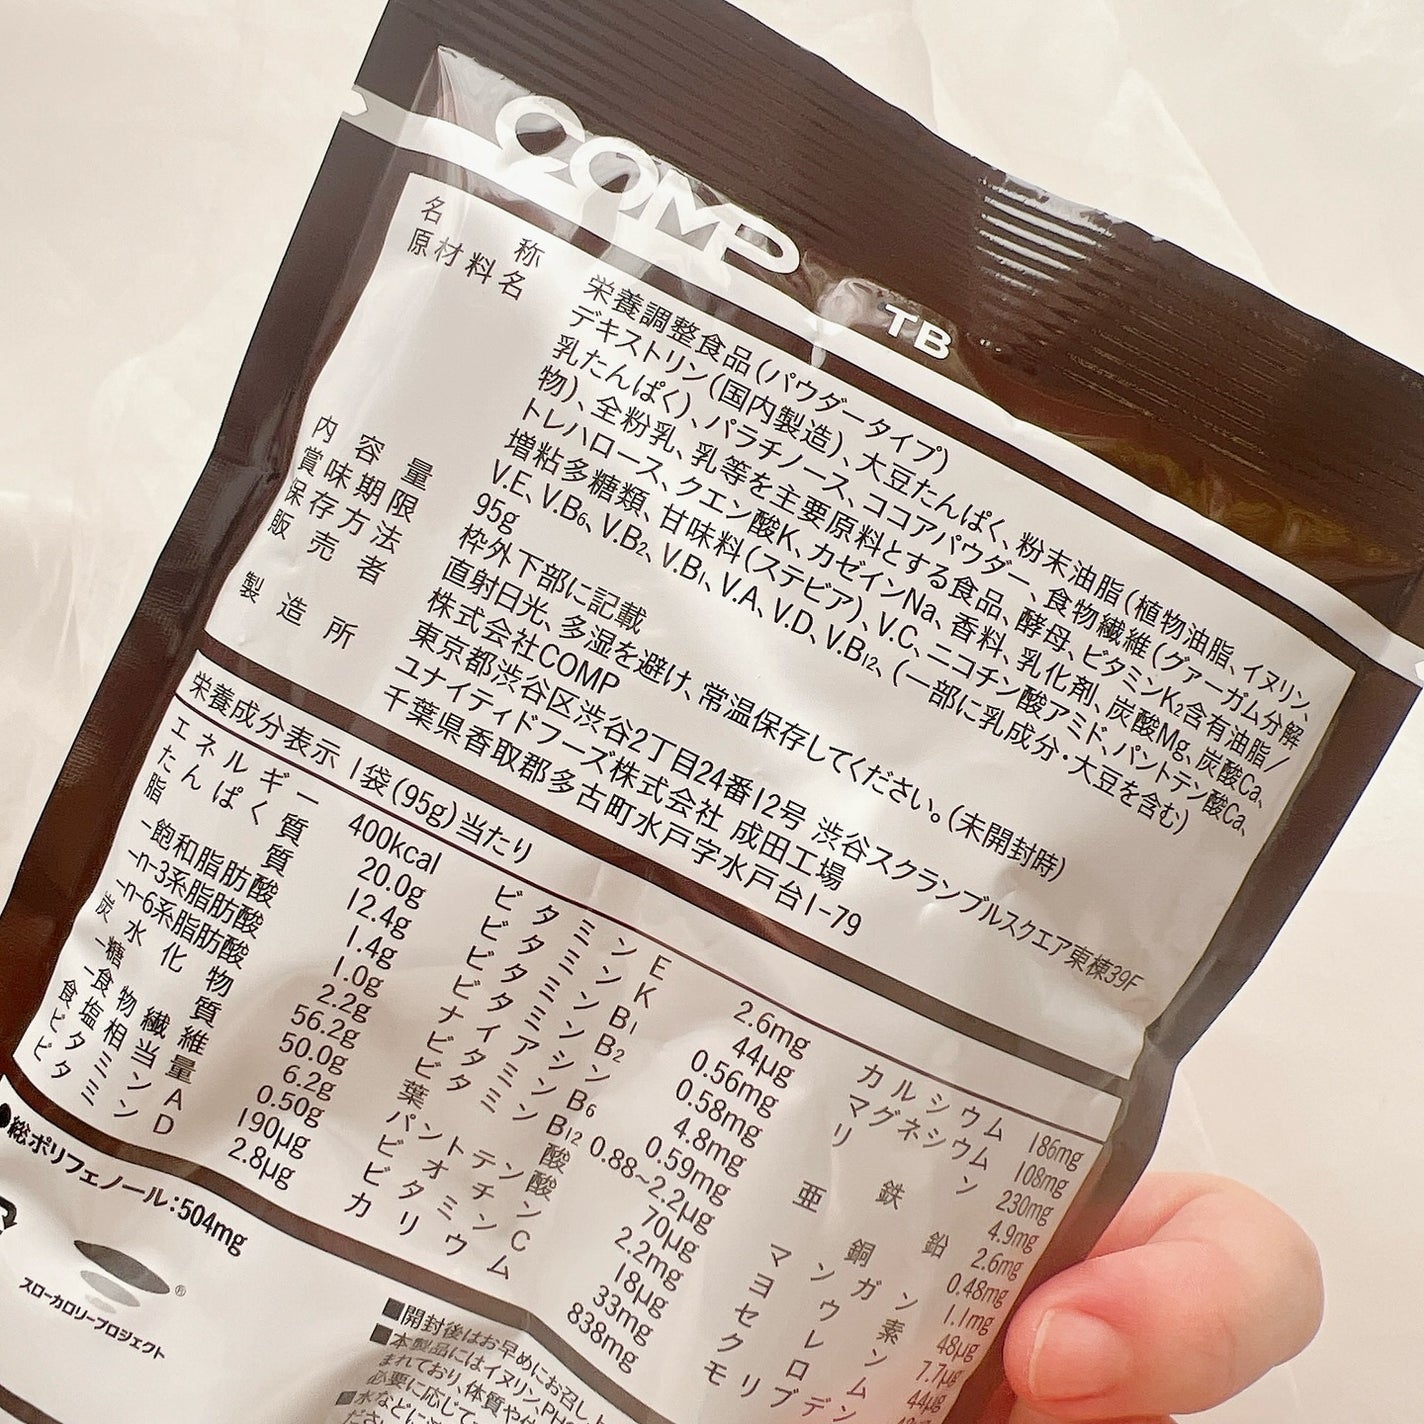 COMP TB
名称 栄養調整食品(パウダータイプ)
原材料名 デキストリン(国内製造)、大豆たんぱく、粉末油脂(植物油脂、イヌリン、
乳たんぱく)、パラチノース、ココアパウダー、食物繊維(グァーガム分解
物)、全粉乳、乳等を主要原料とする食品、酵母、ビタミンK2含有油脂/
トレハロース、クエン酸K、カゼインNa、香料、乳化剤、炭酸Mg、炭酸Ca、
増粘多糖類、甘味料(ステビア)、V.C、ニコチン酸アミド、パントテン酸Ca、
V.E、V.B6、V.B2、V.B1、V.A、V.D、V.B12、(一部に乳成分・大豆を含む)
内容量 95g
賞味期限 枠外下部に記載
保存方法 直射日光、多湿を避け、常温保存してください。(未開封時)
販売者 株式会社COMP
東京都渋谷区渋谷2丁目24番12号 渋谷スクランブルスクエア東棟39F
製造所 ユナイティドフーズ株式会社 成田工場
千葉県香取郡多古町水戸字水戸台1-79
栄養成分表示 1袋(95g)当たり
エネルギー 400kcal
たんぱく質 20.0g
脂質 12.4g
-飽和脂肪酸 1.4g
-n-3系脂肪酸 1.0g
-n-6系脂肪酸 2.2g
炭水化物 56.2g
-糖質 50.0g
-食物繊維 6.2g
食塩相当量 0.50g
ビタミンA 190μg
ビタミンD 2.8μg
ビタミンE 2.6mg
ビタミンK 44μg
ビタミンB1 0.56mg
ビタミンB2 0.58mg
ナイアシン 4.8mg
ビタミンB6 0.59mg
ビタミンB12 0.88~2.2μg
葉酸 70μg
パントテン酸 2.2mg
ビオチン 18μg
ビタミンC 33mg
カリウム 838mg
カルシウム 186mg
マグネシウム 108mg
リン 230mg
鉄 4.9mg
亜鉛 2.6mg
銅 0.48mg
マンガン 1.1mg
ヨウ素 48μg
セレン 7.7μg
クロム 44μg
モリブデン
●総ポリフェノール:504mg
スローカロリープロジェクト
®
■開封後はお早めにお召し上
■本製品にはイヌリン、
まれており、体質や
必要に応じて
■水などに
ださい